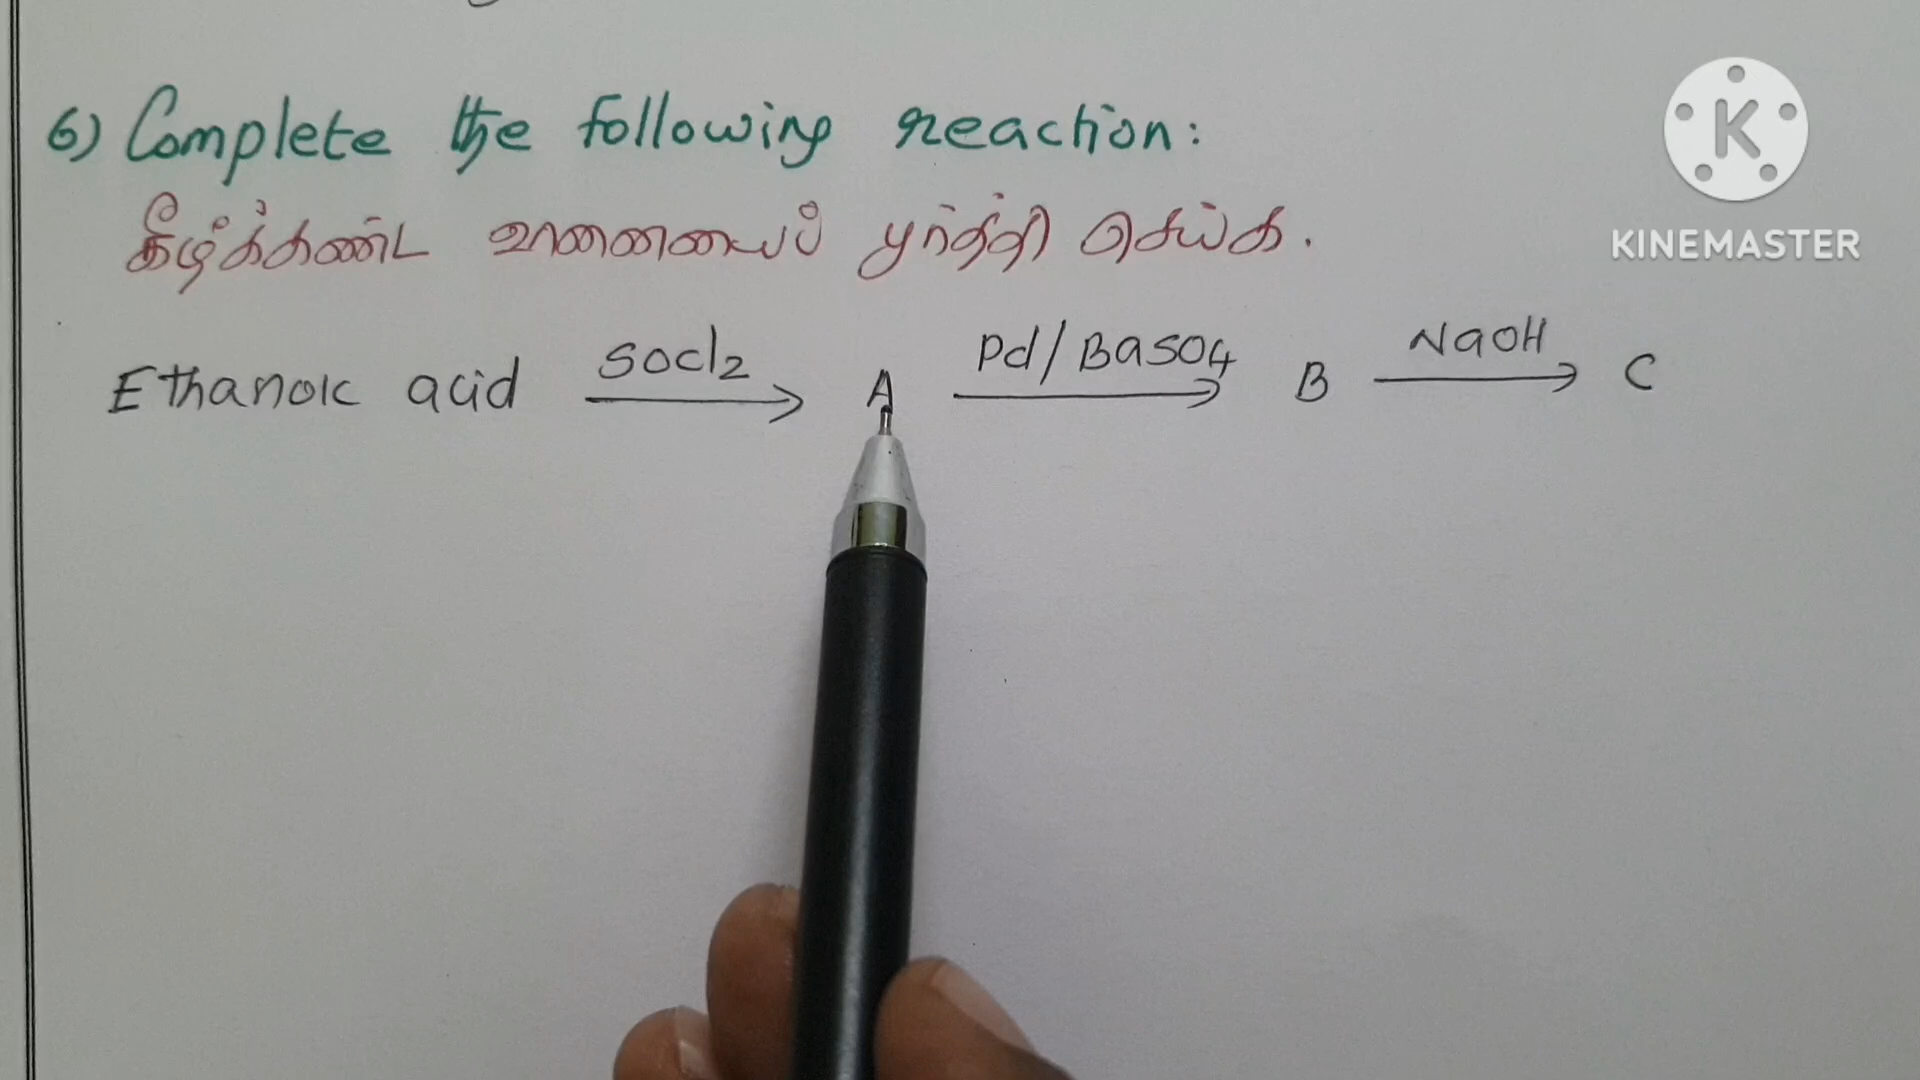 6) Complete the following reaction:
கீழ்க்கண்ட வினையைப் பூர்த்தி செய்க.
Ethanoic acid SOCl2 → A Pd/BaSO4 → B NaOH → C
K
KINEMASTER